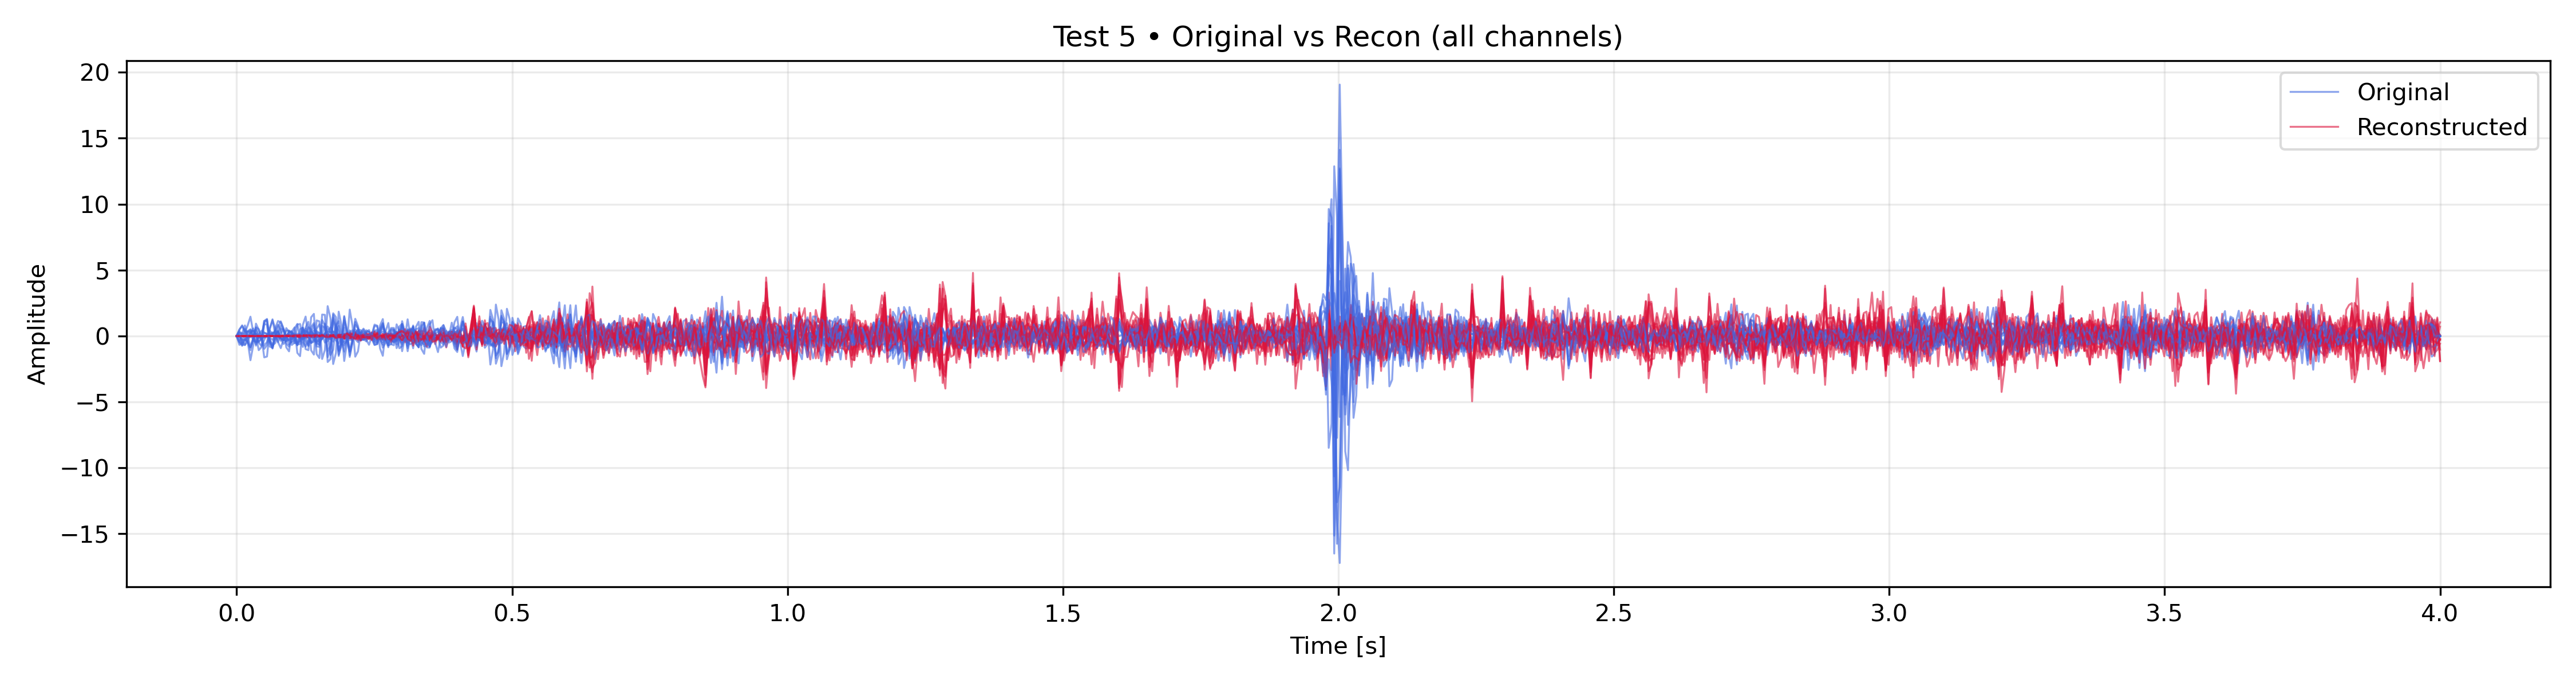 Test 5 • Original vs Recon (all channels)
Original
Reconstructed
Amplitude
20
15
10
5
0
−5
−10
−15
0.0 0.5 1.0 1.5 2.0 2.5 3.0 3.5 4.0
Time [s]